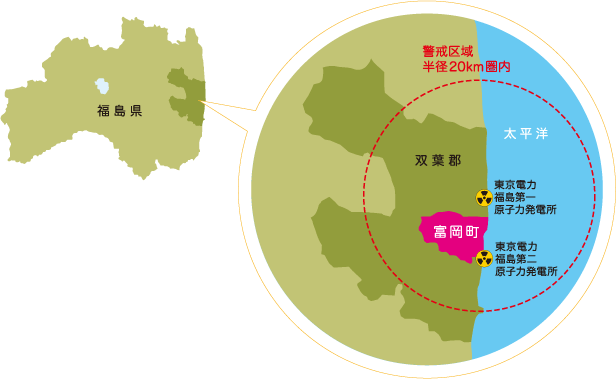 福島県
警戒区域
半径20km圏内
太平洋
双葉郡
東京電力
福島第一
原子力発電所
富岡町
東京電力
福島第二
原子力発電所